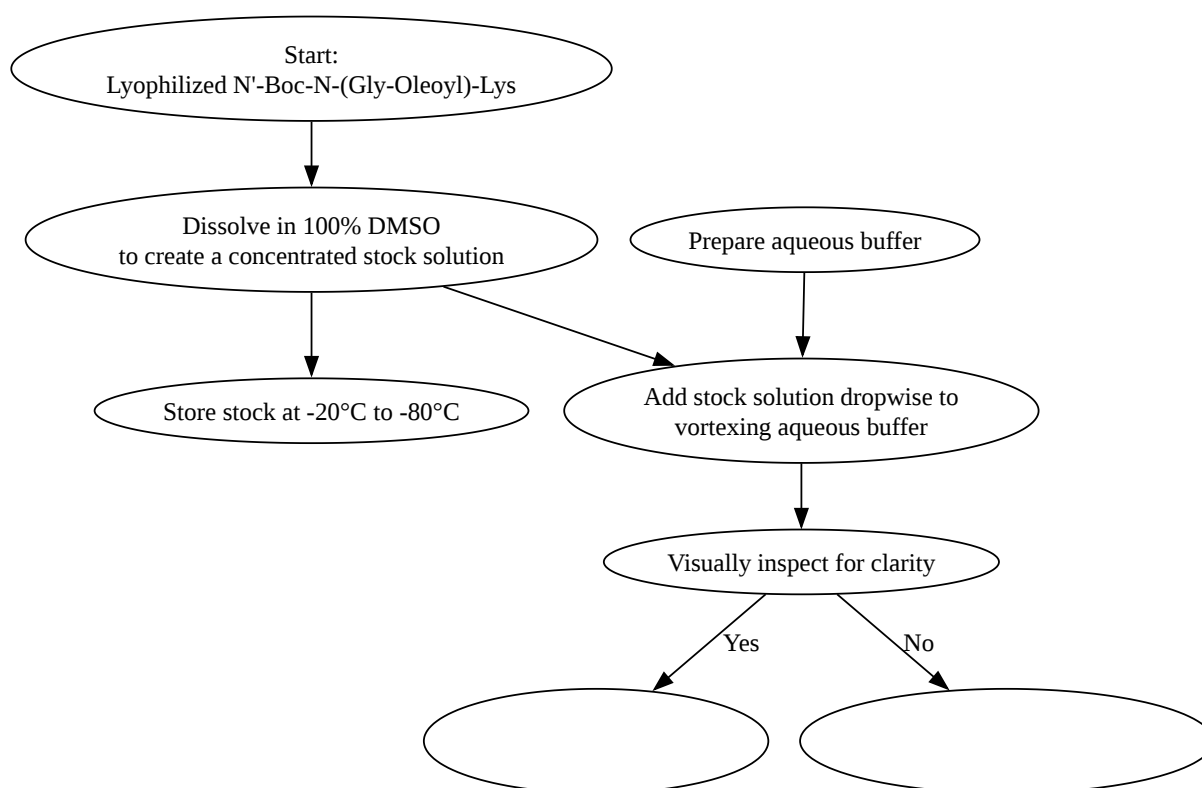 Start:
Lyophilized N'-Boc-N-(Gly-Oleoyl)-Lys
Dissolve in 100% DMSO
to create a concentrated stock solution
Prepare aqueous buffer
Store stock at -20°C to -80°C
Add stock solution dropwise to
vortexing aqueous buffer
Visually inspect for clarity
Yes
No